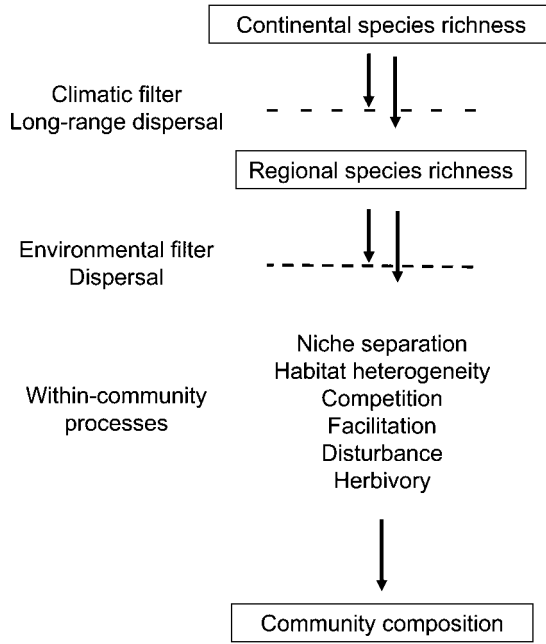 Continental species richness
Climatic filter
Long-range dispersal
Regional species richness
Environmental filter
Dispersal
Within-community
processes
Niche separation
Habitat heterogeneity
Competition
Facilitation
Disturbance
Herbivory
Community composition